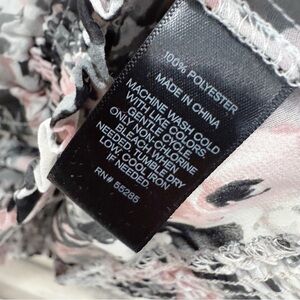 100% POLYESTER
MADE IN CHINA
MACHINE WASH COLD
WITH LIKE COLORS.
GENTLE CYCLE.
ONLY NON CHLORINE
BLEACH WHEN
NEEDED TUMBLE DRY
LOW, COOL IRON
IF NEEDED.
RN# 55285